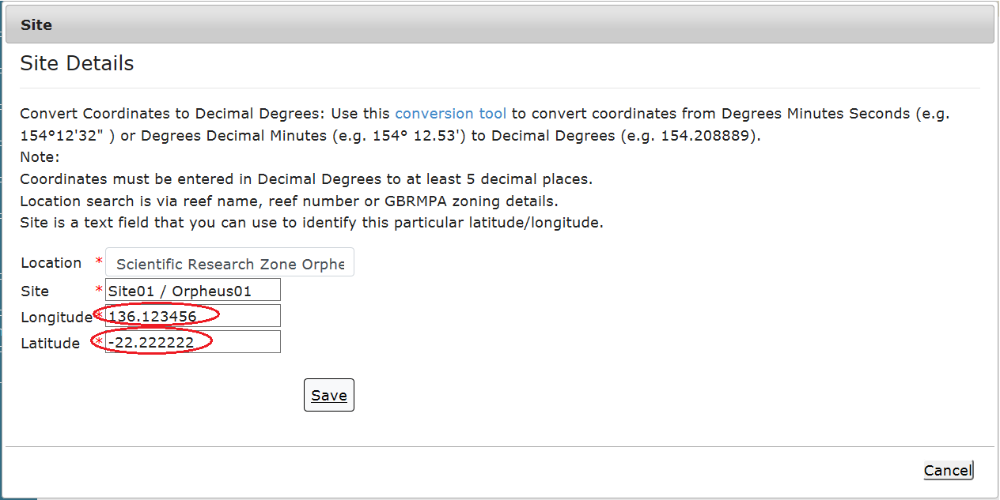 Site
Site Details
Convert Coordinates to Decimal Degrees: Use this conversion tool to convert coordinates from Degrees Minutes Seconds (e.g.
154°12'32" ) or Degrees Decimal Minutes (e.g. 154° 12.53') to Decimal Degrees (e.g. 154.208889).
Note:
Coordinates must be entered in Decimal Degrees to at least 5 decimal places.
Location search is via reef name, reef number or GBRMPA zoning details.
Site is a text field that you can use to identify this particular latitude/longitude.
Location * Scientific Research Zone Orphe
Site * Site01 / Orpheus01
Longitude * 136.123456
Latitude * -22.222222
Save
Cancel